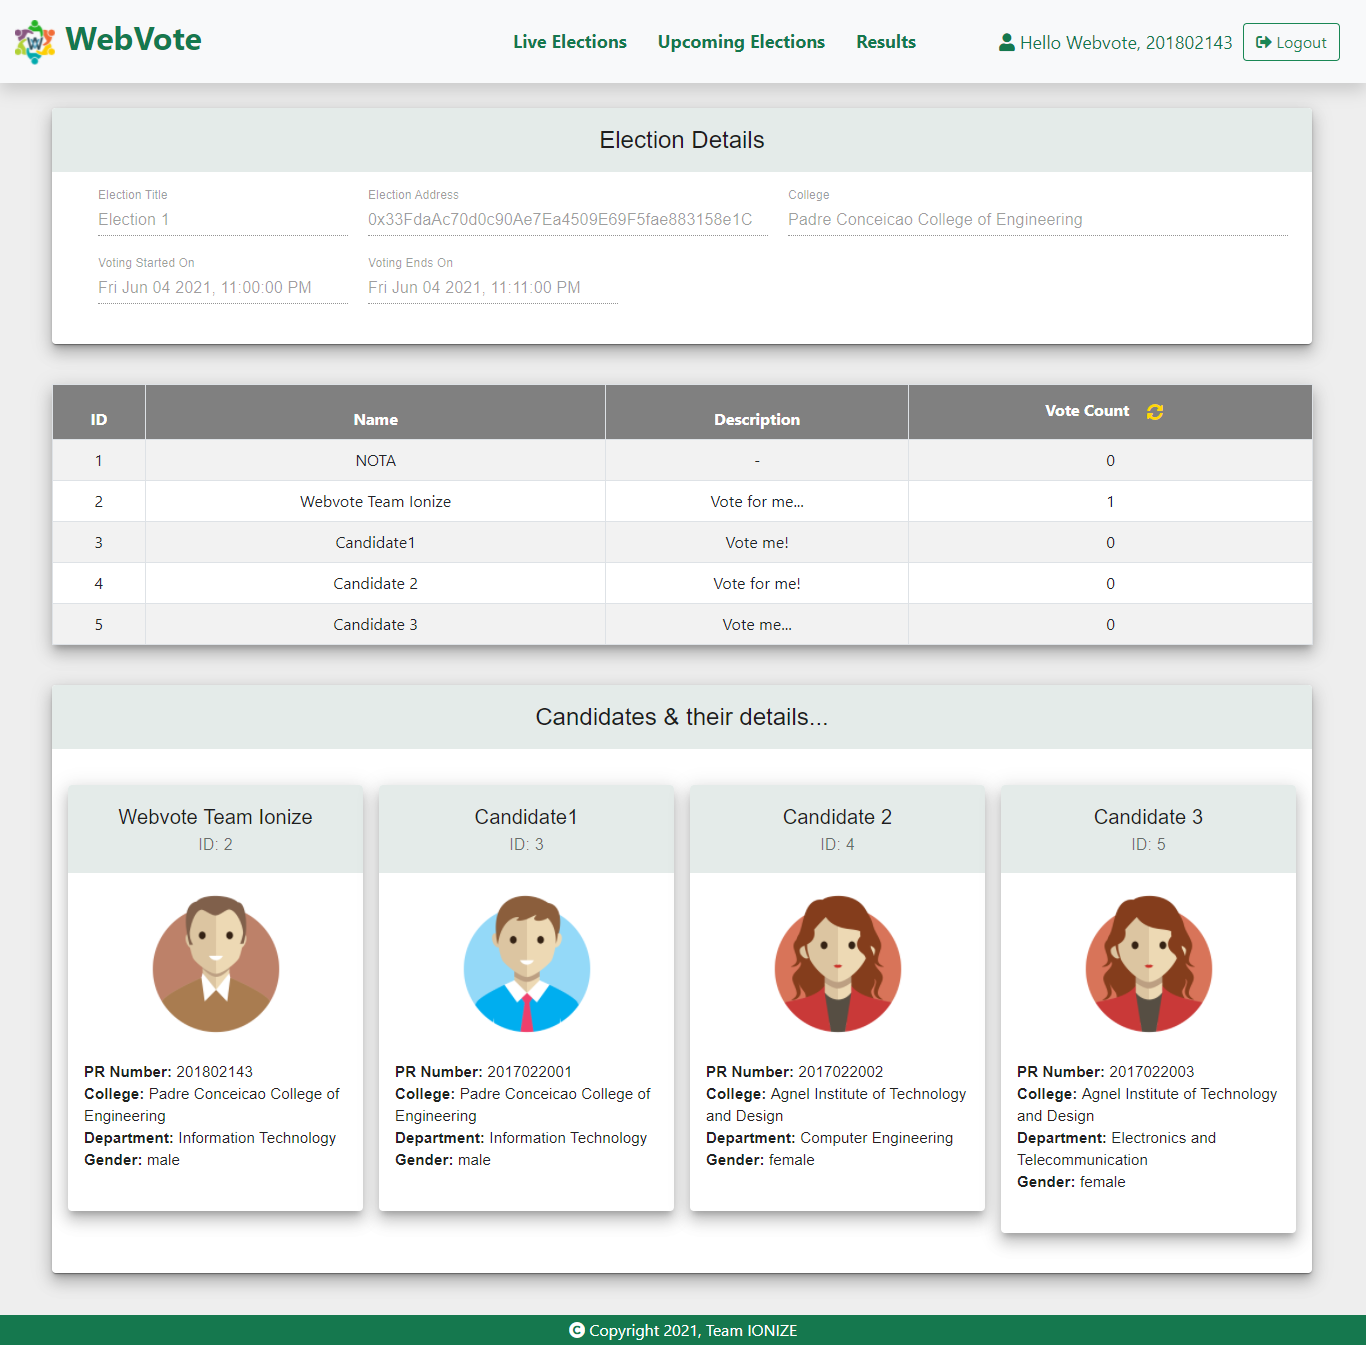 WebVote
Live Elections Upcoming Elections Results
Hello Webvote, 201802143 Logout
Election Details
Election Title Election Address College
Election 1 0x33FdaAc70d0c90Ae7Ea4509E69F5fae883158e1C Padre Conceicao College of Engineering
Voting Started On Voting Ends On
Fri Jun 04 2021, 11:00:00 PM Fri Jun 04 2021, 11:11:00 PM
ID Name Description Vote Count
1 NOTA - 0
2 Webvote Team Ionize Vote for me... 1
3 Candidate1 Vote me! 0
4 Candidate 2 Vote for me! 0
5 Candidate 3 Vote me... 0
Candidates & their details...
Webvote Team Ionize
ID: 2
PR Number: 201802143
College: Padre Conceicao College of
Engineering
Department: Information Technology
Gender: male
Candidate1
ID: 3
PR Number: 2017022001
College: Padre Conceicao College of
Engineering
Department: Information Technology
Gender: male
Candidate 2
ID: 4
PR Number: 2017022002
College: Agnel Institute of Technology
and Design
Department: Computer Engineering
Gender: female
Candidate 3
ID: 5
PR Number: 2017022003
College: Agnel Institute of Technology
and Design
Department: Electronics and
Telecommunication
Gender: female
Copyright 2021, Team IONIZE